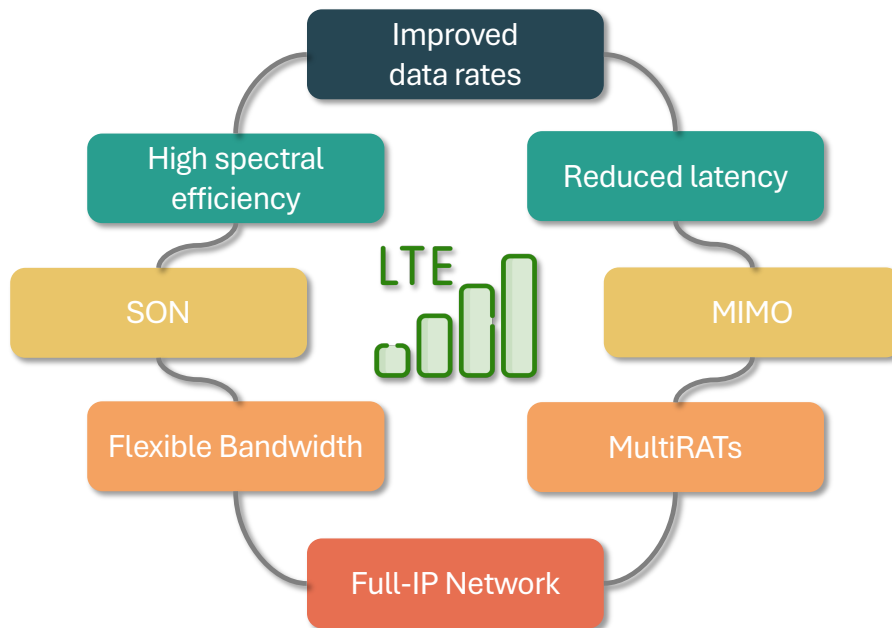 Improved
data rates
High spectral
efficiency
Reduced latency
LTE
SON
MIMO
Flexible Bandwidth
MultiRATs
Full-IP Network